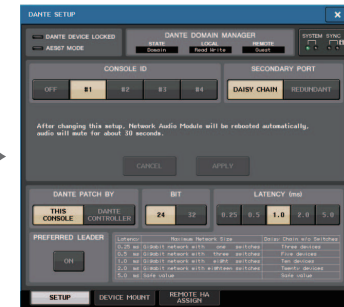 DANTE SETUP
DANTE DEVICE LOCKED
AES67 MODE
DANTE DOMAIN MANAGER
STATE LOCAL REMOTE
Domain Read Write Guest
SYSTEM SYNC
CONSOLE ID
OFF #1 #2 #3 #4
SECONDARY PORT
DAISY CHAIN REDUNDANT
After changing this setup, Network Audio Module will be rebooted automatically,
audio will mute for about 30 seconds.
CANCEL APPLY
DANTE PATCH BY
THIS CONSOLE DANTE CONTROLLER
BIT
24 32
LATENCY (ms)
0.25 0.5 1.0 2.0 5.0
PREFERRED LEADER
ON
Latency Maximum Network Size Daisy Chain w/o Switches
0.25 ms Gigabit network with one switches Three devices
0.5 ms Gigabit network with three switches Five devices
1.0 ms Gigabit network with eight switches Ten devices
2.0 ms Gigabit network with eighteen switches Twenty devices
5.0 ms Safe value Safe value
SETUP DEVICE MOUNT REMOTE HA ASSIGN